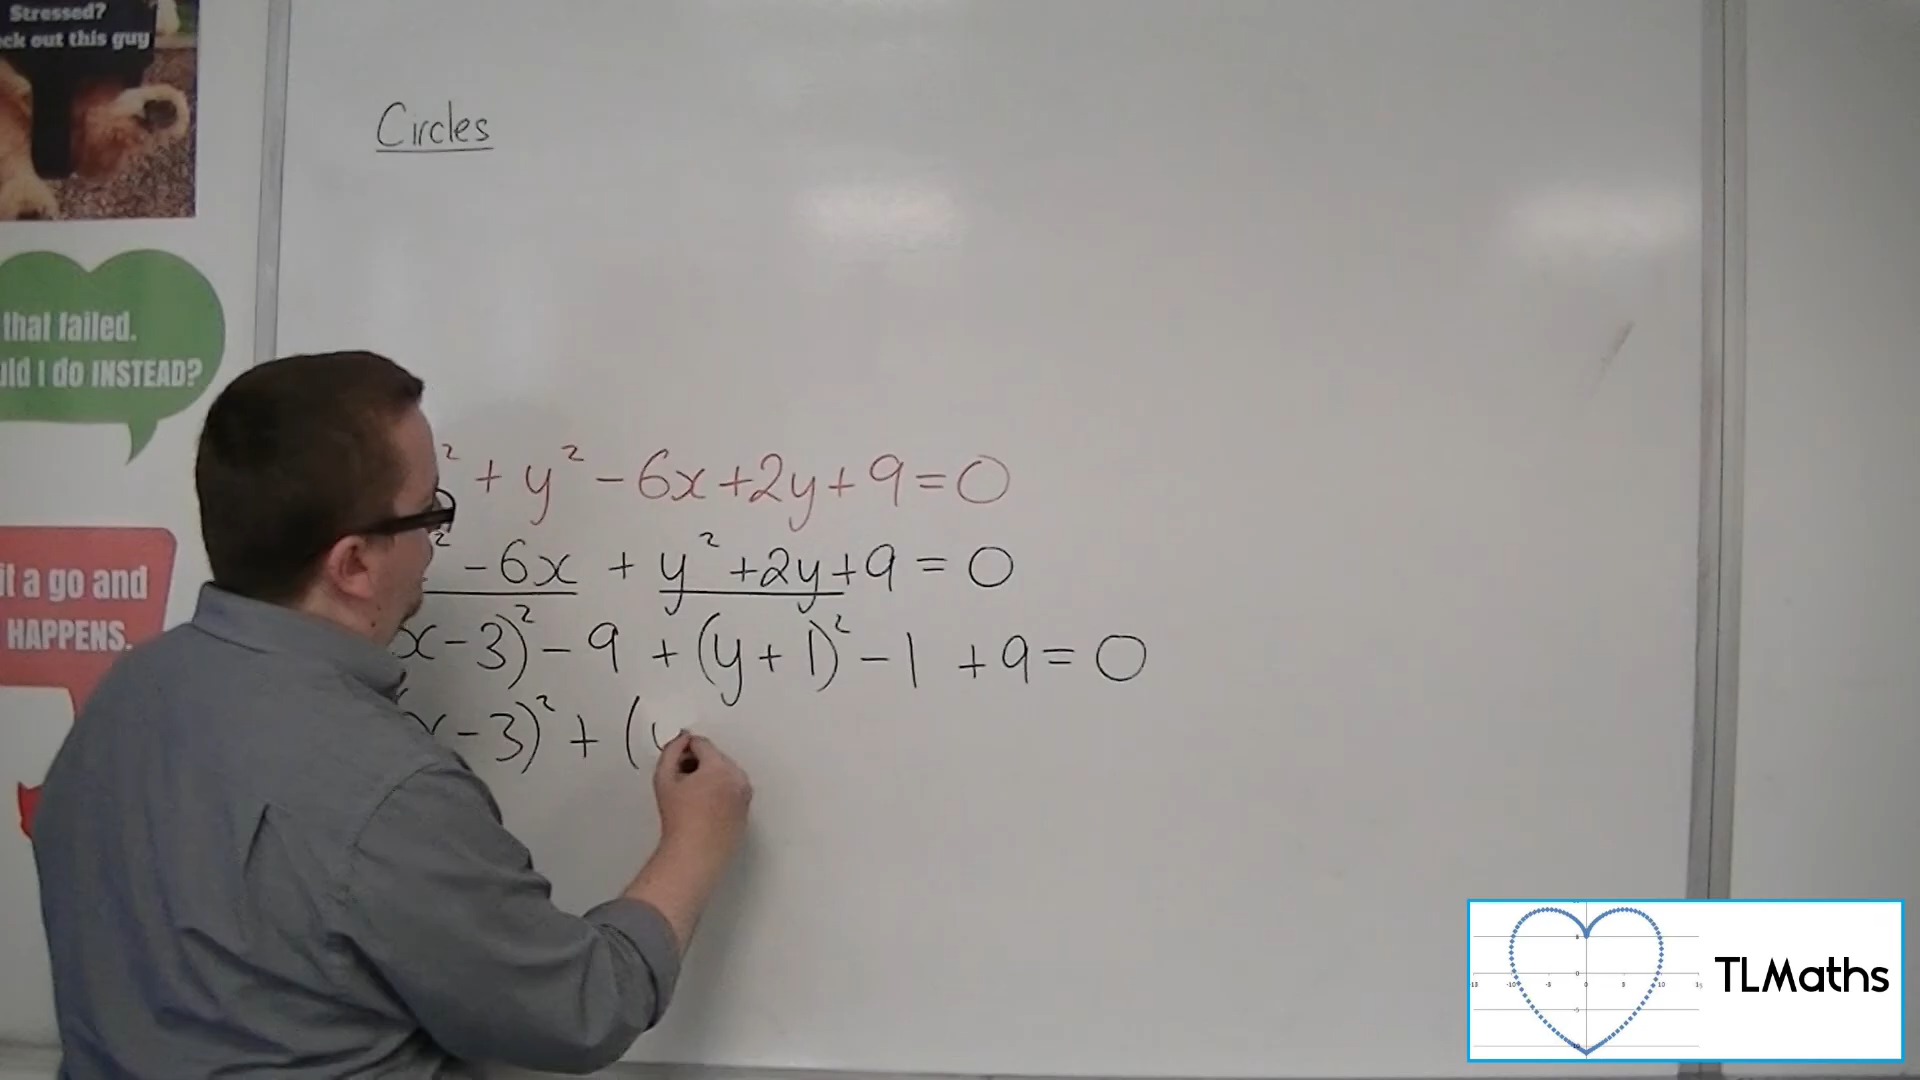 Stressed?
ck out this guy
Circles
that failed.
uld I do INSTEAD?
² + y² - 6x + 2y + 9 = 0
² - 6x + y² + 2y + 9 = 0
it a go and
HAPPENS.
x - 3)² - 9 + (y + 1)² - 1 + 9 = 0
(x - 3)² + (y
TLMaths